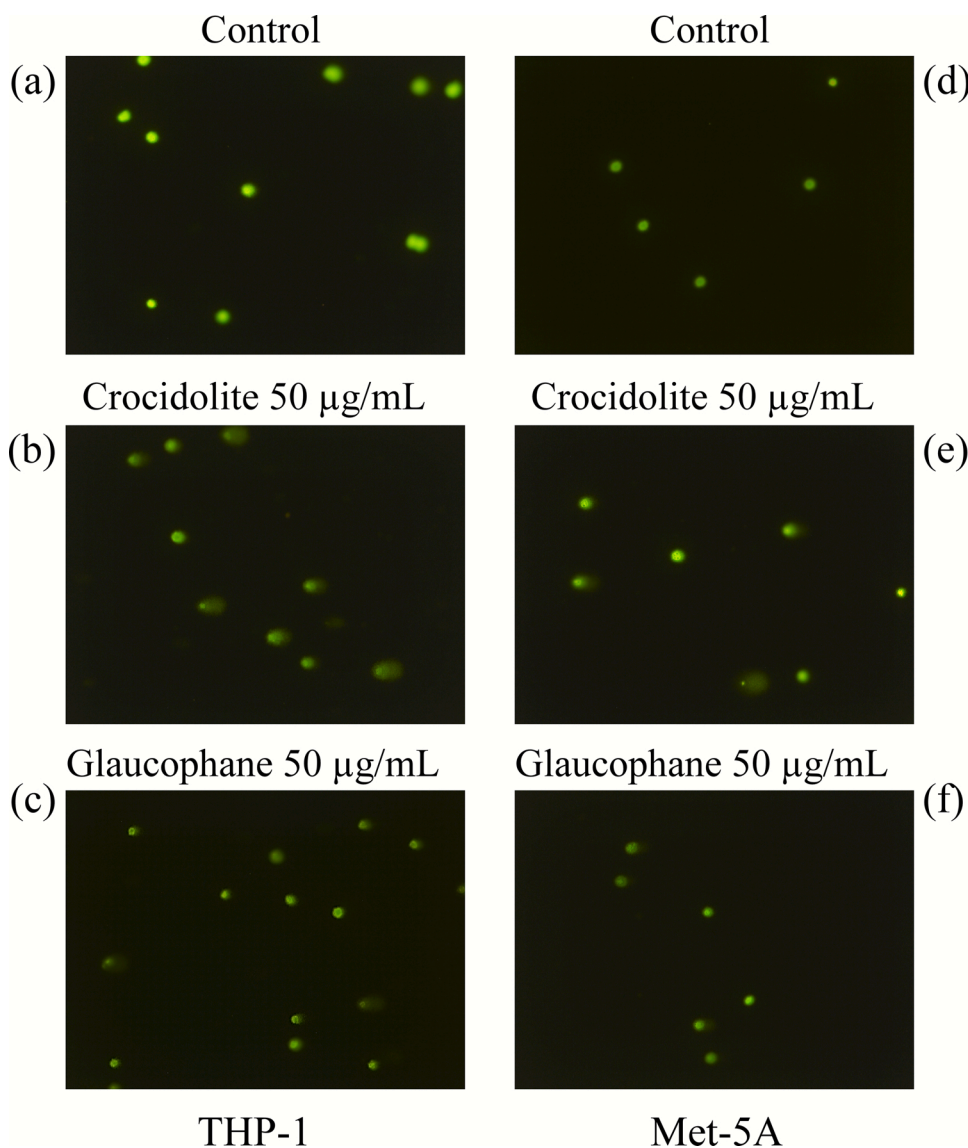 Control Control
(a) (d)
Crocidolite 50 µg/mL Crocidolite 50 µg/mL
(b) (e)
Glaucophane 50 µg/mL Glaucophane 50 µg/mL
(c) (f)
THP-1 Met-5A